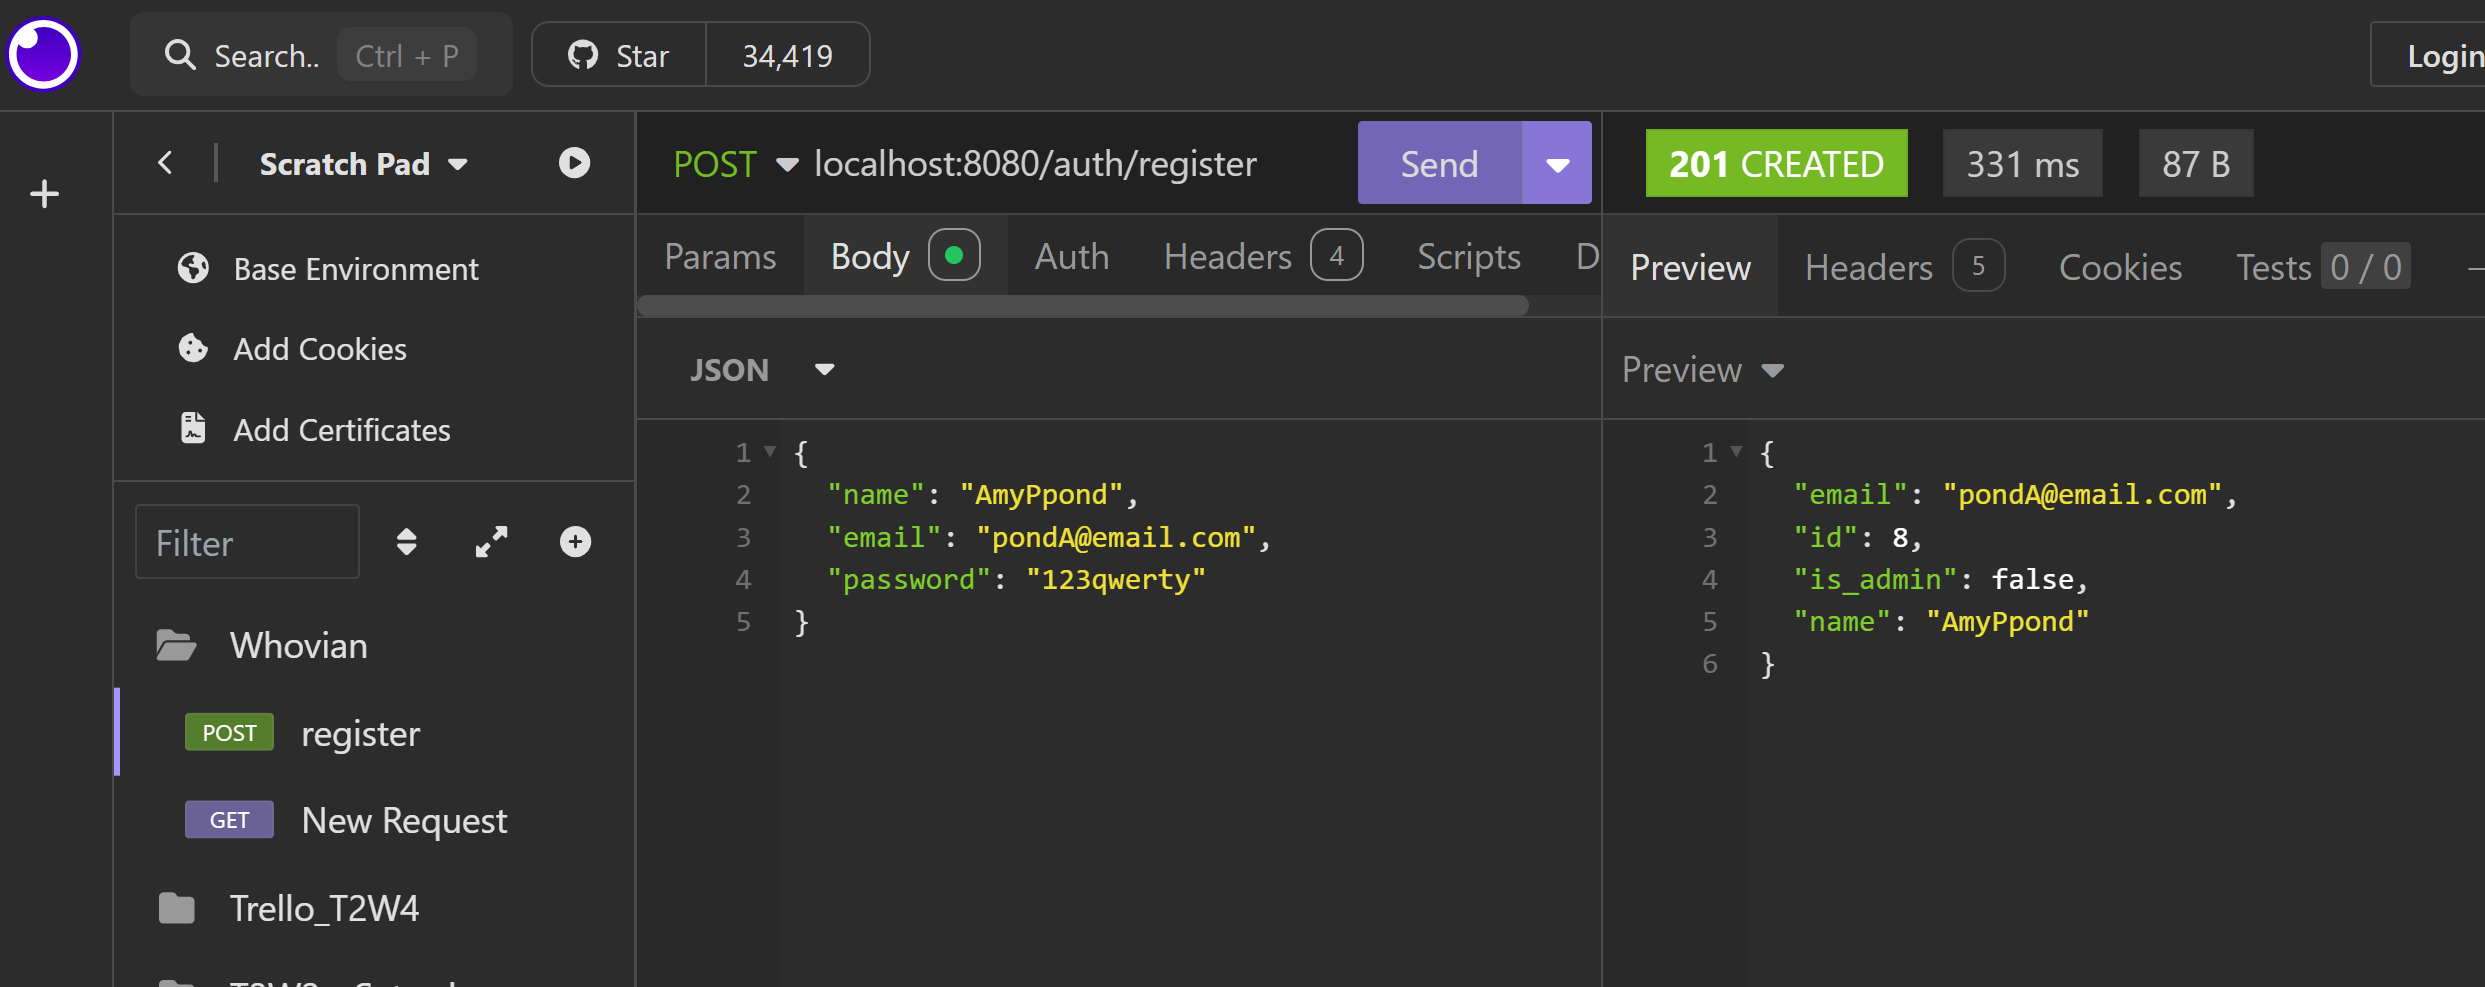 Search.. Ctrl + P Star 34,419 Login
Scratch Pad
Base Environment
Add Cookies
Add Certificates
Filter
Whovian
POST register
GET New Request
Trello_T2W4
POST localhost:8080/auth/register Send
Params Body Auth Headers 4 Scripts D
JSON
1 {
2 "name": "AmyPpond",
3 "email": "pondA@email.com",
4 "password": "123qwerty"
5 }
201 CREATED 331 ms 87 B
Preview Headers 5 Cookies Tests 0 / 0
Preview
1 {
2 "email": "pondA@email.com",
3 "id": 8,
4 "is_admin": false,
5 "name": "AmyPpond"
6 }